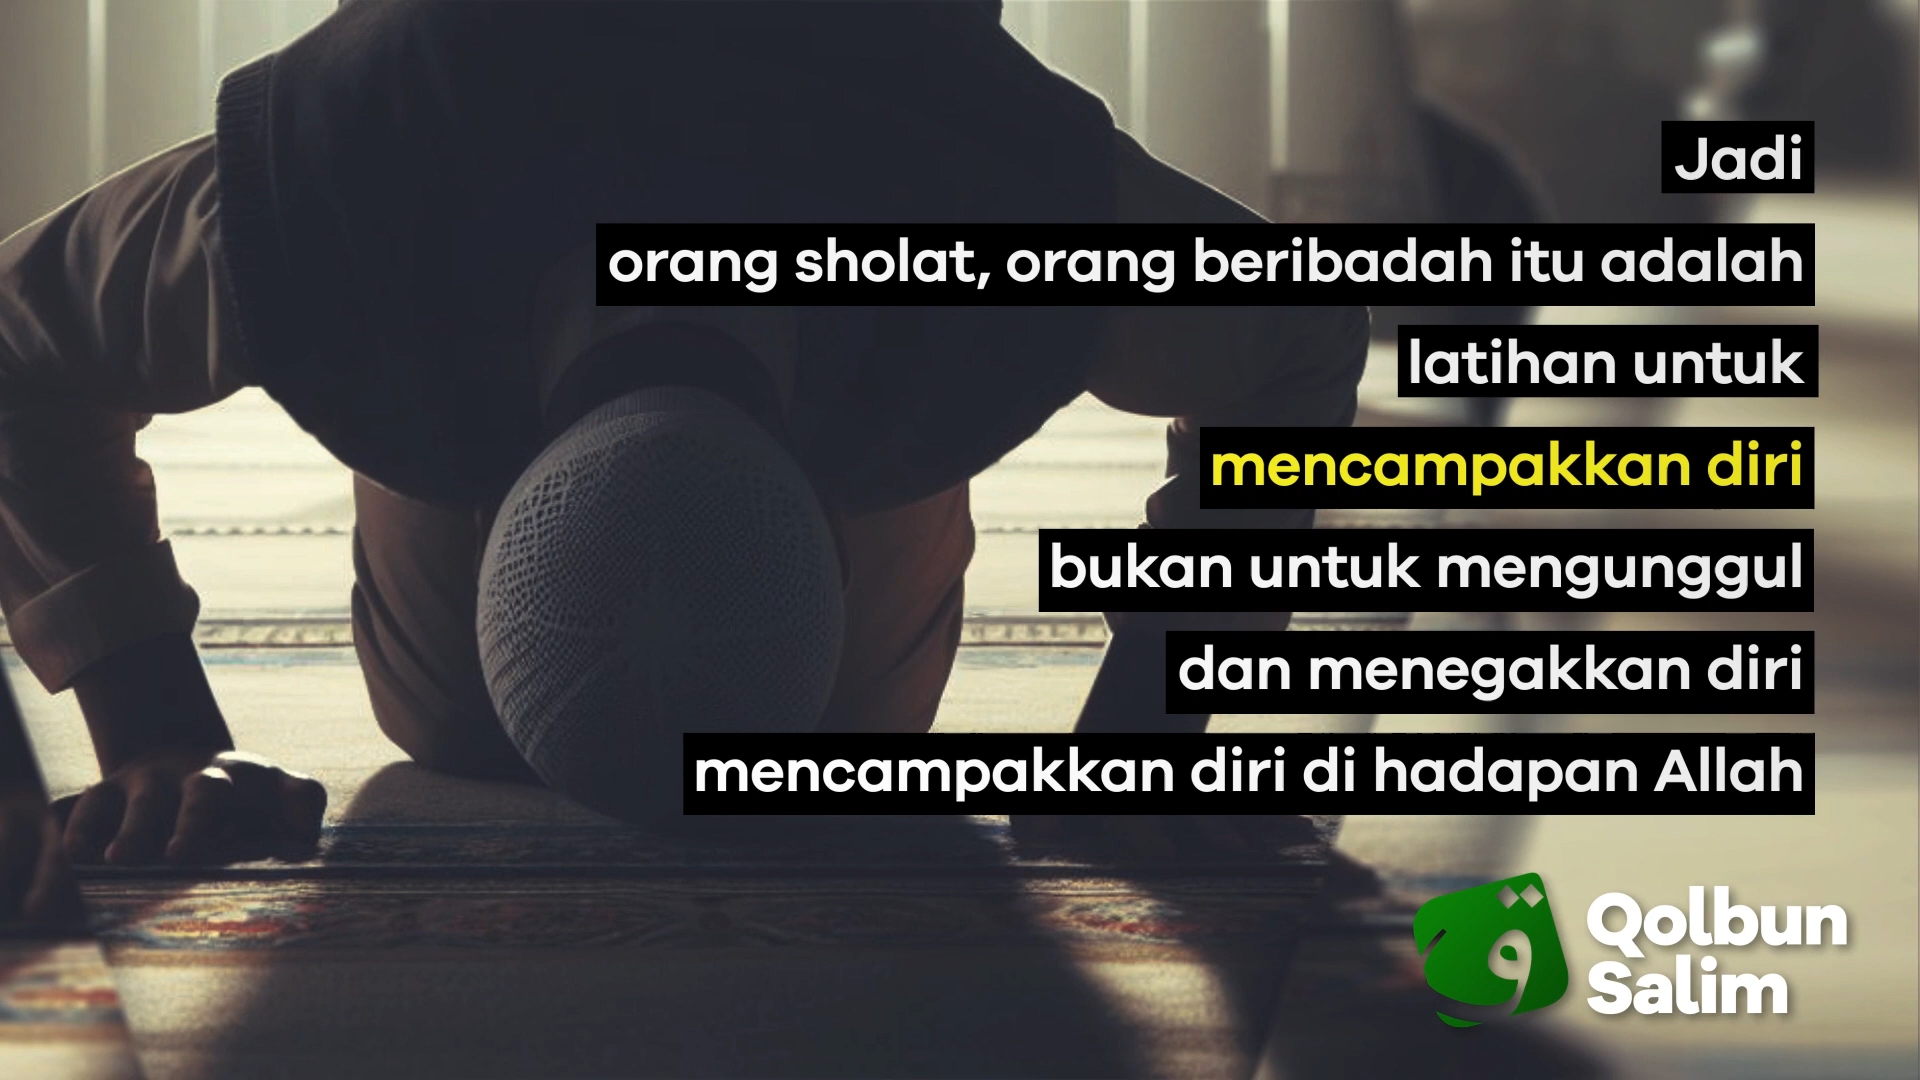 Jadi
orang sholat, orang beribadah itu adalah
latihan untuk
mencampakkan diri
bukan untuk mengunggul
dan menegakkan diri
mencampakkan diri di hadapan Allah
Qolbun
Salim